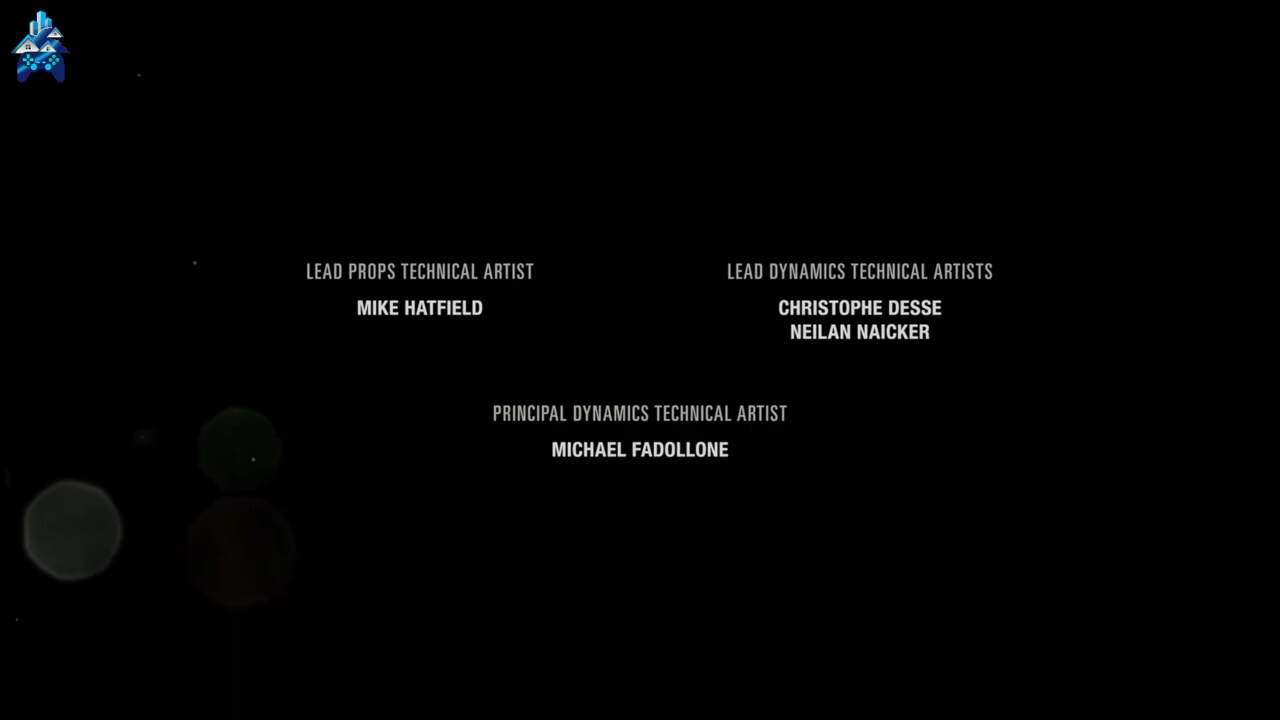 LEAD PROPS TECHNICAL ARTIST
MIKE HATFIELD
LEAD DYNAMICS TECHNICAL ARTISTS
CHRISTOPHE DESSE
NEILAN NAICKER
PRINCIPAL DYNAMICS TECHNICAL ARTIST
MICHAEL FADOLLONE